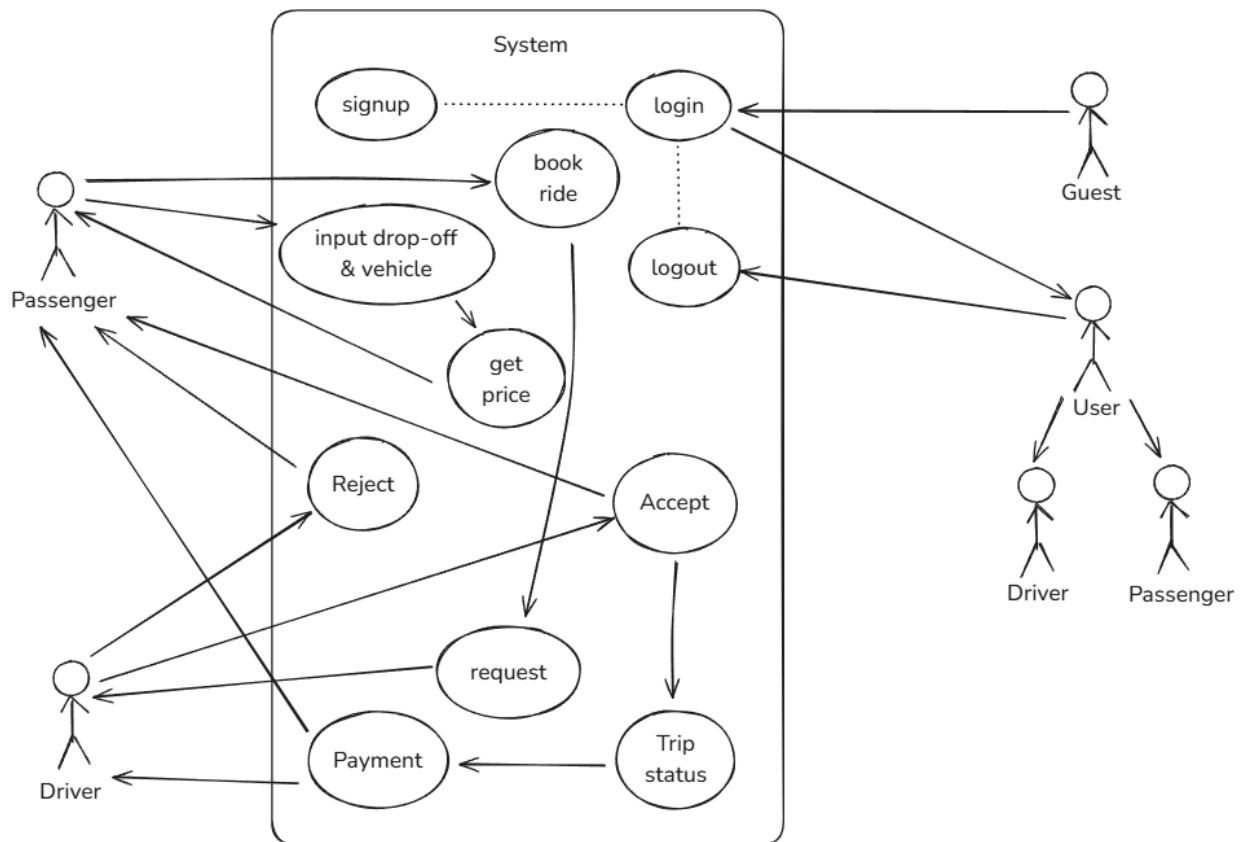 System
signup
login
book
ride
Guest
input drop-off
& vehicle
logout
Passenger
get
price
User
Reject
Accept
Driver
Passenger
request
Payment
Trip
status
Driver